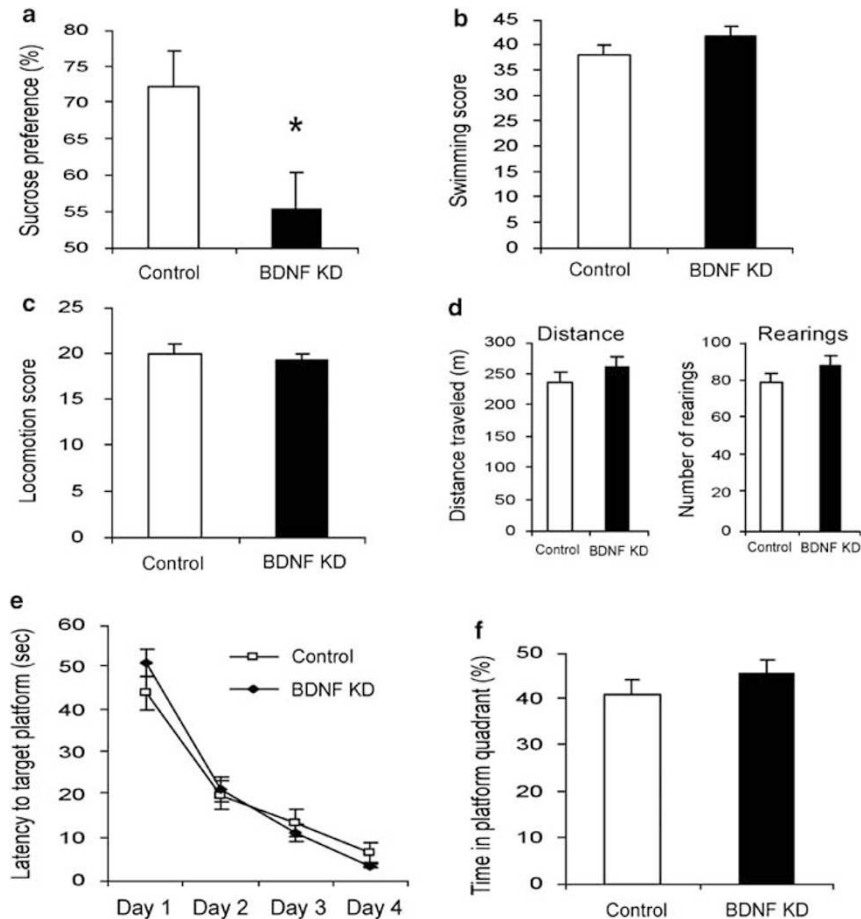 a
Sucrose preference (%)
80
75
70
65
60
55
50
*
Control
BDNF KD
b
Swimming score
45
40
35
30
25
20
15
10
5
0
Control
BDNF KD
c
Locomotion score
25
20
15
10
5
0
Control
BDNF KD
d
Distance
Distance traveled (m)
300
250
200
150
100
50
0
Control
BDNF KD
Rearings
Number of rearings
100
80
60
40
20
0
Control
BDNF KD
e
Latency to target platform (sec)
60
50
40
30
20
10
0
Control
BDNF KD
Day 1
Day 2
Day 3
Day 4
f
Time in platform quadrant (%)
50
40
30
20
10
0
Control
BDNF KD